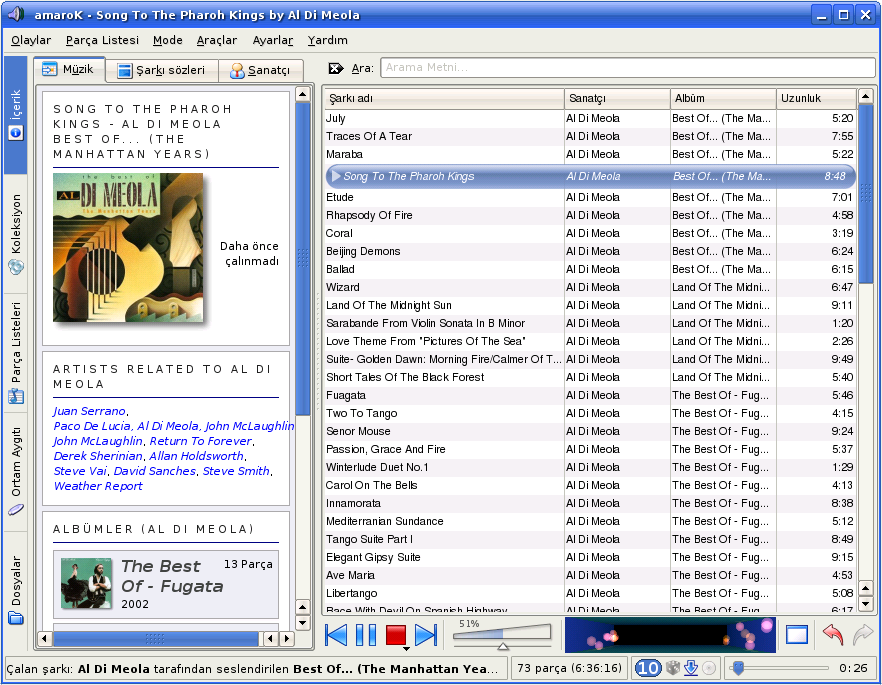 amaroK - Song To The Pharoh Kings by Al Di Meola
Olaylar Parça Listesi Mode Araçlar Ayarlar Yardım
İçerik
Koleksiyon
Parça Listeleri
Ortam Aygıtı
Dosyalar
Müzik Şarkı sözleri Sanatçı
SONG TO THE PHAROH
KINGS - AL DI MEOLA
BEST OF... (THE
MANHATTAN YEARS)
the best of
AL DI MEOLA
The Manhattan Years
Daha önce
çalınmadı
ARTISTS RELATED TO AL DI
MEOLA
Juan Serrano,
Paco De Lucia, Al Di Meola, John McLaughlin
John McLaughlin, Return To Forever,
Derek Sherinian, Allan Holdsworth,
Steve Vai, David Sanches, Steve Smith,
Weather Report
ALBÜMLER (AL DI MEOLA)
The Best 13 Parça
Of - Fugata
2002
Ara: Arama Metni...
Şarkı adı Sanatçı Albüm Uzunluk
July Al Di Meola Best Of... (The Ma... 5:20
Traces Of A Tear Al Di Meola Best Of... (The Ma... 7:55
Maraba Al Di Meola Best Of... (The Ma... 5:22
Song To The Pharoh Kings Al Di Meola Best Of... (The Ma... 8:48
Etude Al Di Meola Best Of... (The Ma... 7:01
Rhapsody Of Fire Al Di Meola Best Of... (The Ma... 4:58
Coral Al Di Meola Best Of... (The Ma... 3:19
Beijing Demons Al Di Meola Best Of... (The Ma... 6:24
Ballad Al Di Meola Best Of... (The Ma... 6:15
Wizard Al Di Meola Land Of The Midni... 6:47
Land Of The Midnight Sun Al Di Meola Land Of The Midni... 9:11
Sarabande From Violin Sonata In B Minor Al Di Meola Land Of The Midni... 1:20
Love Theme From "Pictures Of The Sea" Al Di Meola Land Of The Midni... 2:26
Suite- Golden Dawn: Morning Fire/Calmer Of T... Al Di Meola Land Of The Midni... 9:49
Short Tales Of The Black Forest Al Di Meola Land Of The Midni... 5:40
Fuagata Al Di Meola The Best Of - Fug... 5:46
Two To Tango Al Di Meola The Best Of - Fug... 4:15
Senor Mouse Al Di Meola The Best Of - Fug... 9:24
Passion, Grace And Fire Al Di Meola The Best Of - Fug... 5:37
Winterlude Duet No.1 Al Di Meola The Best Of - Fug... 1:29
Carol On The Bells Al Di Meola The Best Of - Fug... 4:13
Innamorata Al Di Meola The Best Of - Fug... 8:38
Mediterranian Sundance Al Di Meola The Best Of - Fug... 5:12
Tango Suite Part I Al Di Meola The Best Of - Fug... 8:49
Elegant Gipsy Suite Al Di Meola The Best Of - Fug... 9:15
Ave Maria Al Di Meola The Best Of - Fug... 4:53
Libertango Al Di Meola The Best Of - Fug... 5:08
Race With Devil On Spanish Highway Al Di Meola The Best Of - Fug... 6:17
51%
Çalan şarkı: Al Di Meola tarafından seslendirilen Best Of... (The Manhattan Yea... 73 parça (6:36:16) 10 0:26